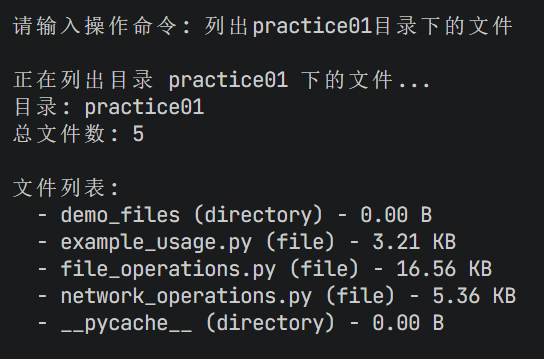 请输入操作命令: 列出practice01目录下的文件
正在列出目录 practice01 下的文件...
目录: practice01
总文件数: 5
文件列表:
- demo_files (directory) - 0.00 B
- example_usage.py (file) - 3.21 KB
- file_operations.py (file) - 16.56 KB
- network_operations.py (file) - 5.36 KB
- __pycache__ (directory) - 0.00 B